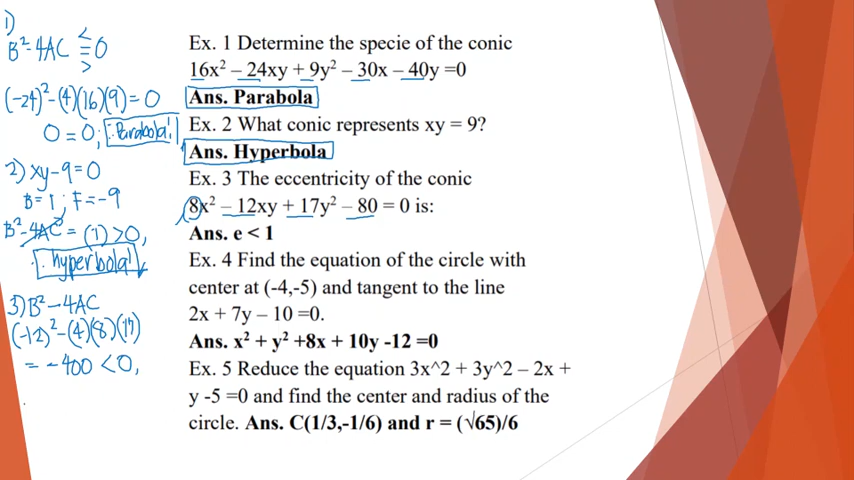 1)
B² - 4AC <=> 0
(-24)² - (4)(16)(9) = 0
0 = 0; ∴ Parabola!
2) xy - 9 = 0
B = 1 ; F = -9
B² - 4AC⁰ = (1) > 0,
∴ hyperbola!
3) B² - 4AC
(-12)² - (4)(8)(17)
= -400 < 0,
Ex. 1 Determine the specie of the conic
16x² – 24xy + 9y² – 30x – 40y =0
Ans. Parabola
Ex. 2 What conic represents xy = 9?
Ans. Hyperbola
Ex. 3 The eccentricity of the conic
8x² – 12xy + 17y² – 80 = 0 is:
Ans. e < 1
Ex. 4 Find the equation of the circle with
center at (-4,-5) and tangent to the line
2x + 7y – 10 =0.
Ans. x² + y² +8x + 10y -12 =0
Ex. 5 Reduce the equation 3x^2 + 3y^2 – 2x +
y -5 =0 and find the center and radius of the
circle. Ans. C(1/3,-1/6) and r = (√65)/6